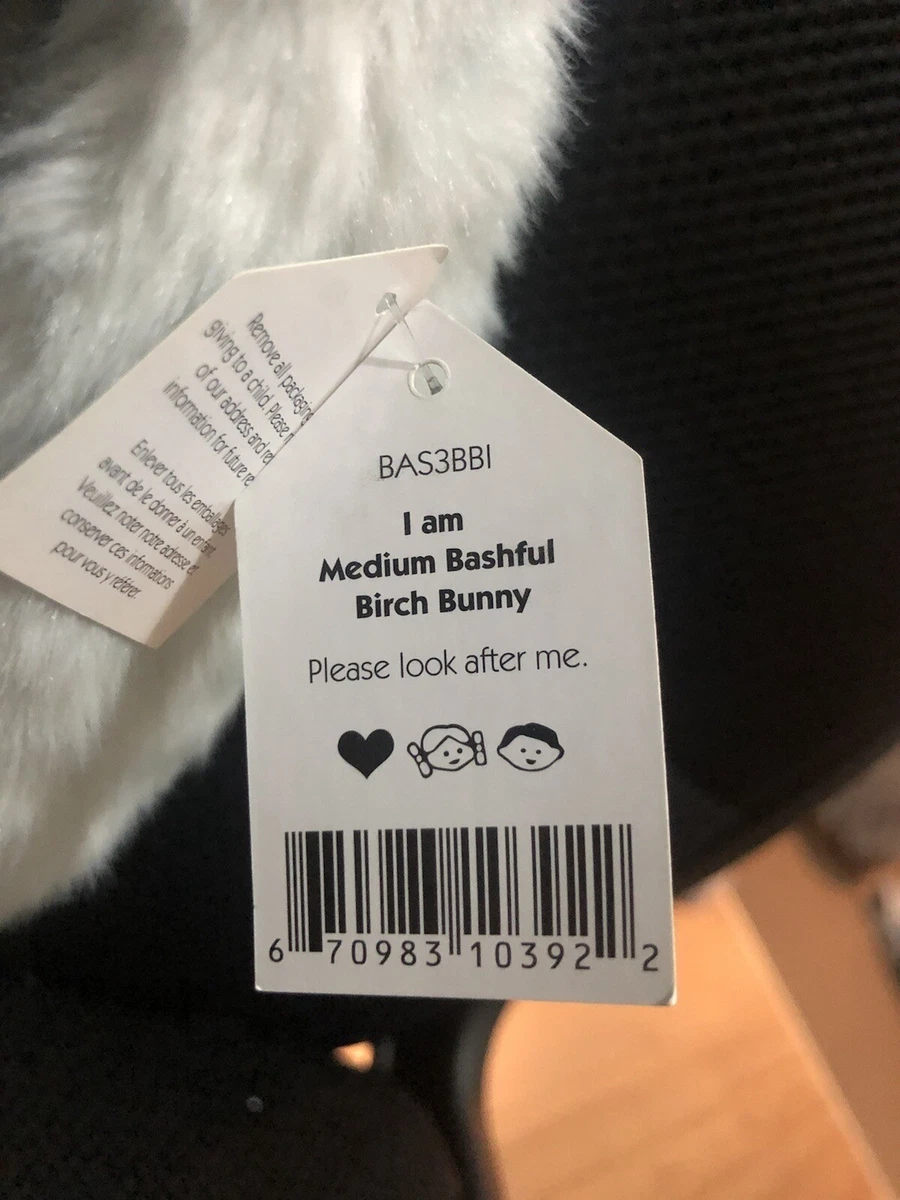 Remove all packaging
giving to a child. Please
of our address and
information for future
Enlever tous les emballages
avant de le donner à un enfant.
Veuillez noter notre adresse et
conserver ces informations
pour vous y référer.
BAS3BBI
I am
Medium Bashful
Birch Bunny
Please look after me.
6 70983 10392 2